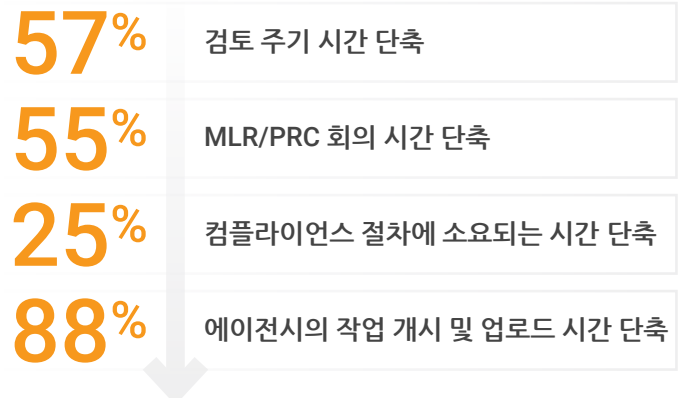 57% 검토 주기 시간 단축
55% MLR/PRC 회의 시간 단축
25% 컴플라이언스 절차에 소요되는 시간 단축
88% 에이전시의 작업 개시 및 업로드 시간 단축